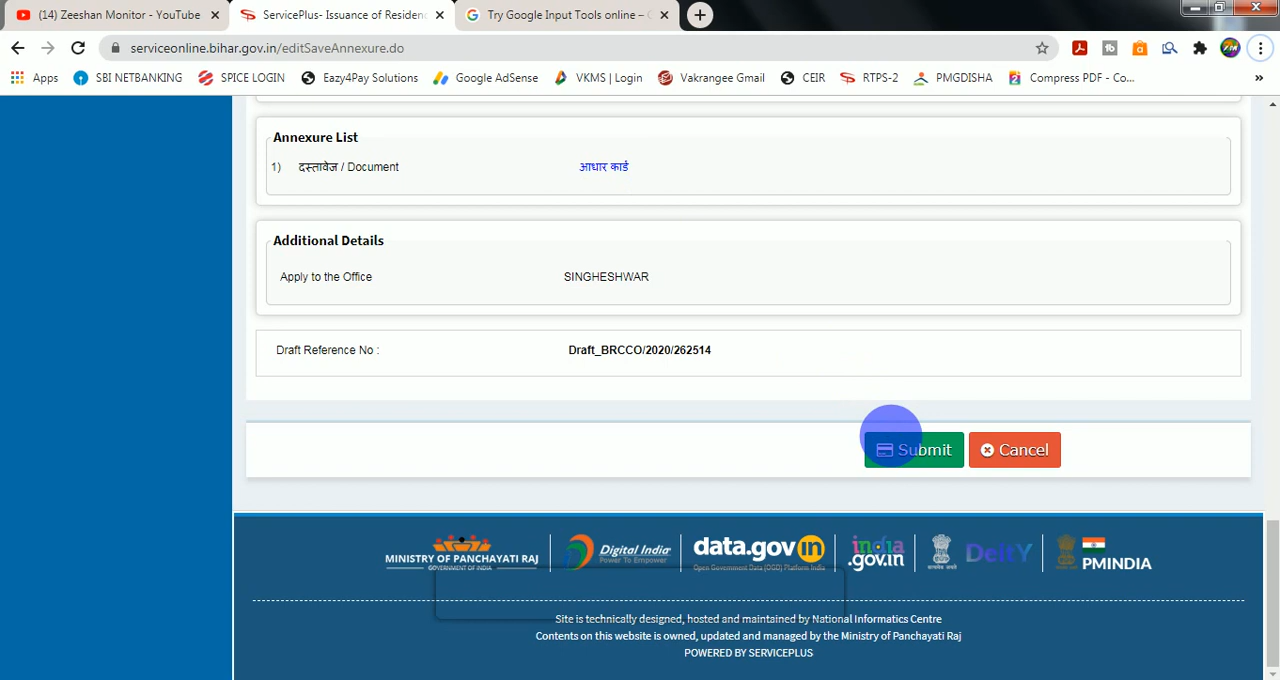 (14) Zeeshan Monitor - YouTube
ServicePlus- Issuance of Residen
Try Google Input Tools online –
serviceonline.bihar.gov.in/editSaveAnnexure.do
Apps SBI NETBANKING SPICE LOGIN Eazy4Pay Solutions Google AdSense VKMS | Login Vakrangee Gmail CEIR RTPS-2 PMGDISHA Compress PDF - Co...
Annexure List
1) दस्तावेज / Document आधार कार्ड
Additional Details
Apply to the Office SINGHESHWAR
Draft Reference No : Draft_BRCCO/2020/262514
Submit Cancel
MINISTRY OF PANCHAYATI RAJ
GOVERNMENT OF INDIA
Digital India
Power To Empower
data.gov in
Open Government Data (OGD) Platform India
india
.gov.in
DeitY
PMINDIA
Site is technically designed, hosted and maintained by National Informatics Centre
Contents on this website is owned, updated and managed by the Ministry of Panchayati Raj
POWERED BY SERVICEPLUS